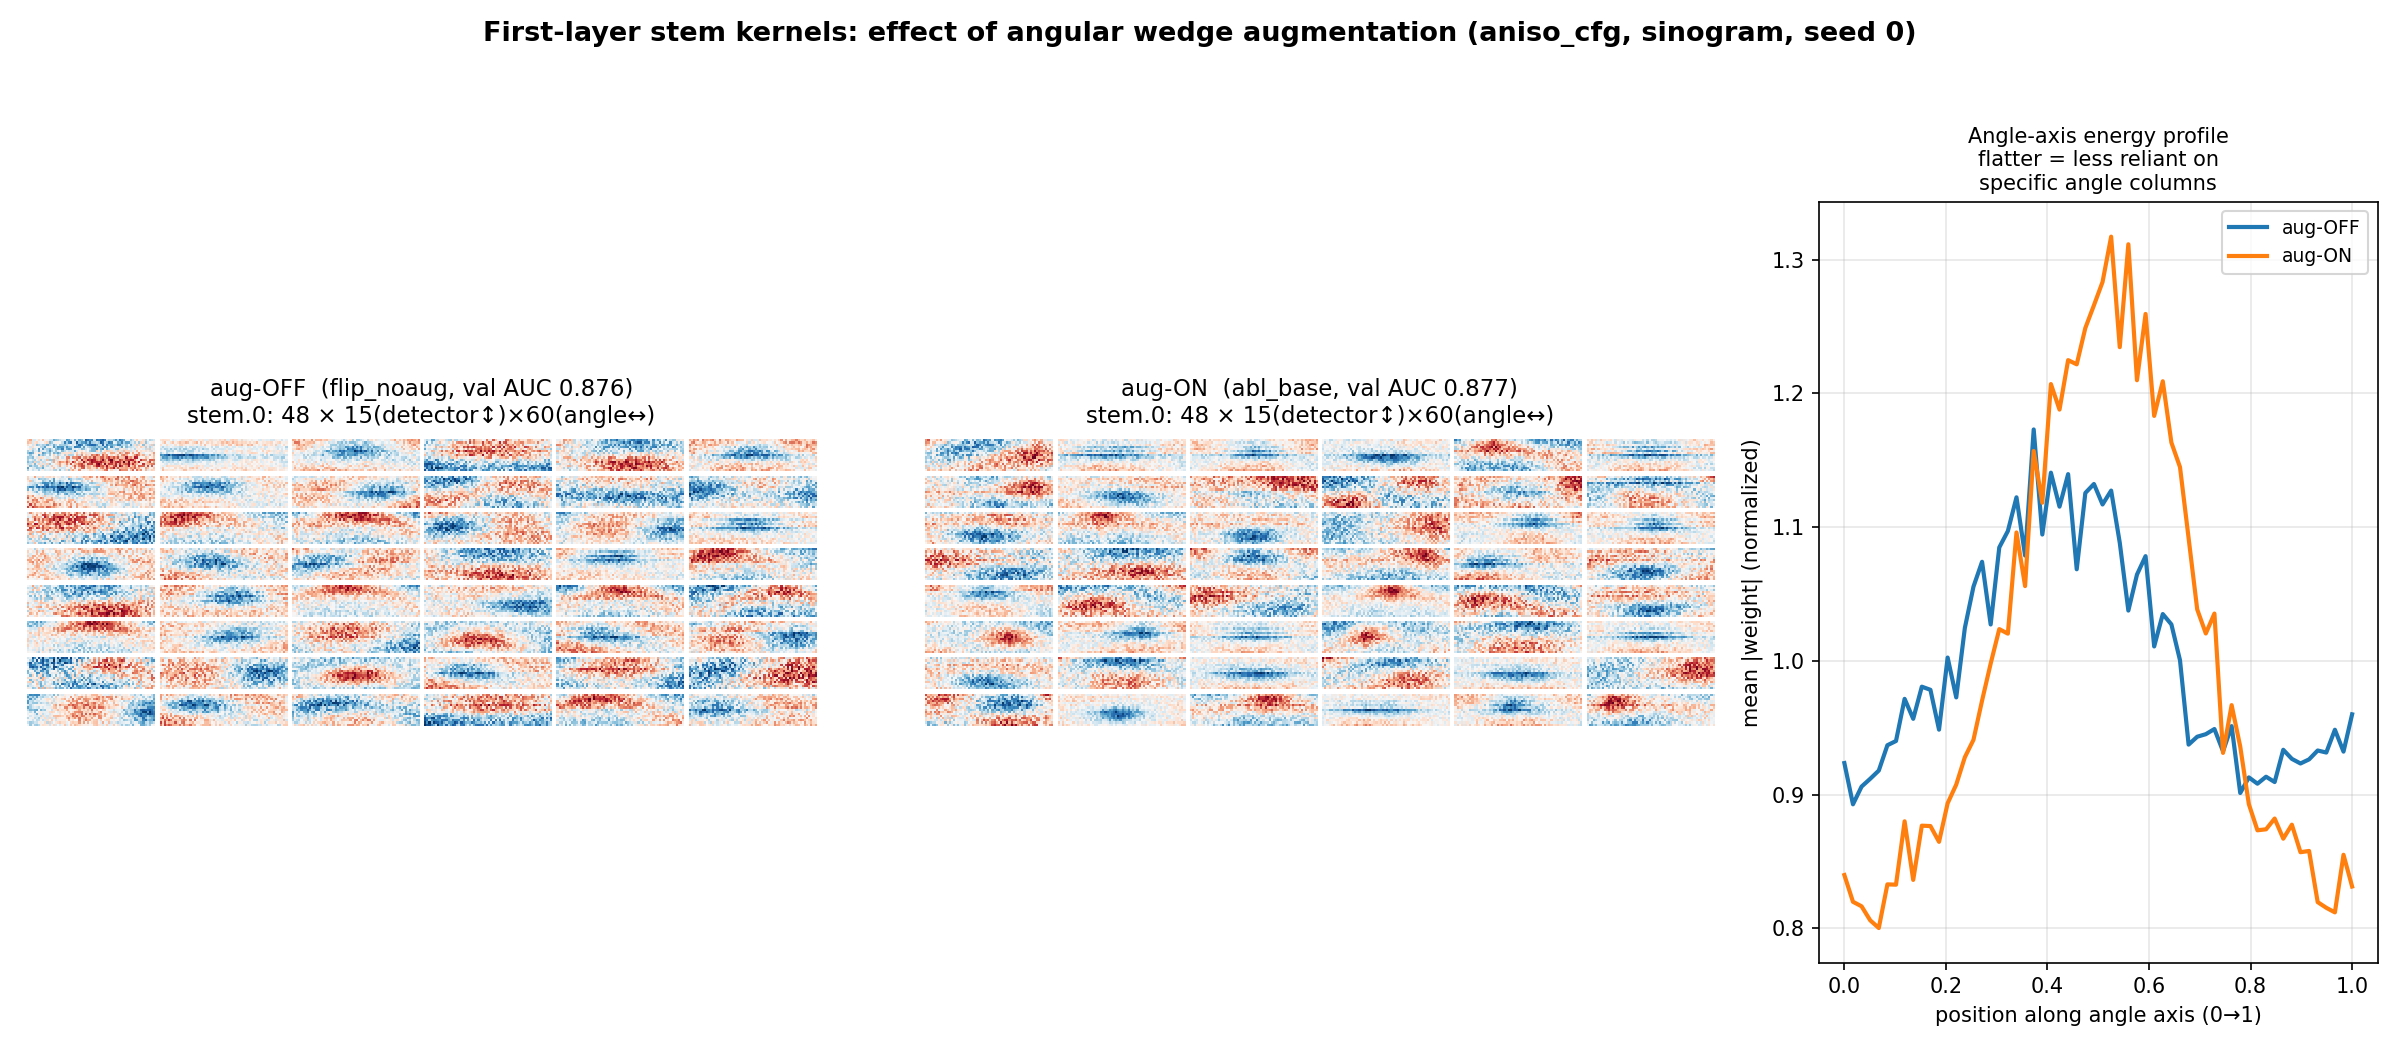 First-layer stem kernels: effect of angular wedge augmentation (aniso_cfg, sinogram, seed 0)
aug-OFF  (flip_noaug, val AUC 0.876)
stem.0: 48 × 15(detector↕)×60(angle↔)
aug-ON  (abl_base, val AUC 0.877)
stem.0: 48 × 15(detector↕)×60(angle↔)
Angle-axis energy profile
flatter = less reliant on
specific angle columns
aug-OFF
aug-ON
mean |weight| (normalized)
1.3
1.2
1.1
1.0
0.9
0.8
0.0 0.2 0.4 0.6 0.8 1.0
position along angle axis (0→1)